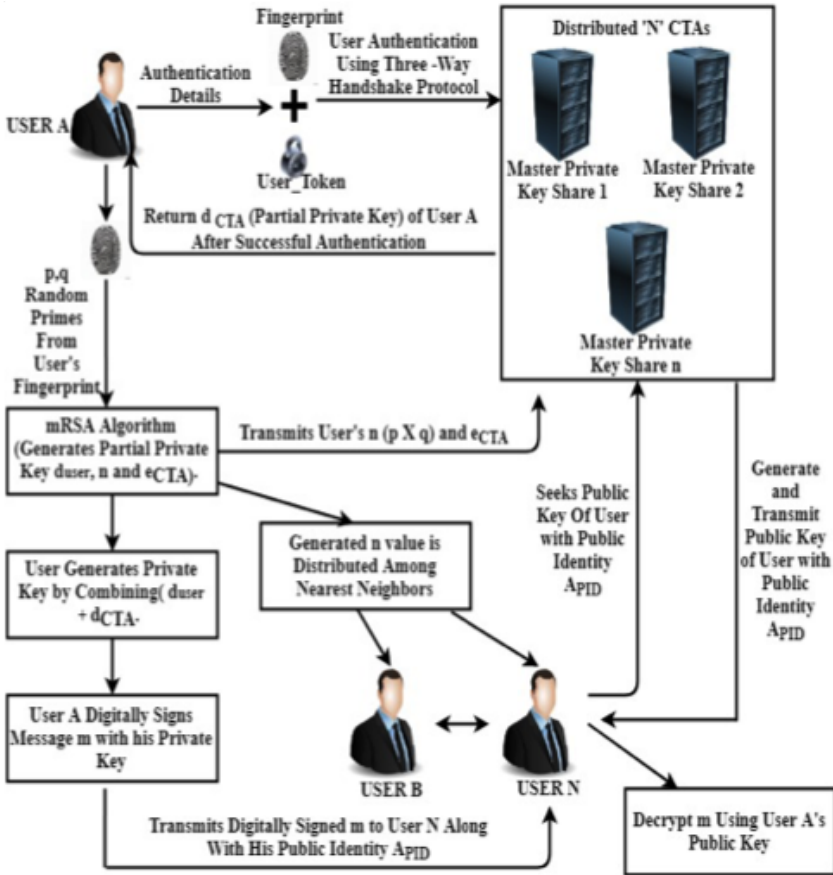 Fingerprint
Distributed 'N' CTAs
User Authentication
Using Three -Way
Handshake Protocol
Authentication
Details
USER A
User_Token
Master Private
Key Share 1
Master Private
Key Share 2
Return d CTA (Partial Private Key) of User A
After Successful Authentication
Master Private
Key Share n
p,q
Random
Primes
From
User's
Fingerprint
mRSA Algorithm
(Generates Partial Private
Key duser, n and eCTA)-
Transmits User's n (p X q) and eCTA
Seeks Public
Key Of User
with Public
Identity
APID
Generate
and
Transmit
Public Key
of User with
Public
Identity
APID
Generated n value is
Distributed Among
Nearest Neighbors
User Generates Private
Key by Combining( duser
+ dCTA-
User A Digitally Signs
Message m with his Private
Key
USER B
USER N
Transmits Digitally Signed m to User N Along
With His Public Identity APID
Decrypt m Using User A's
Public Key